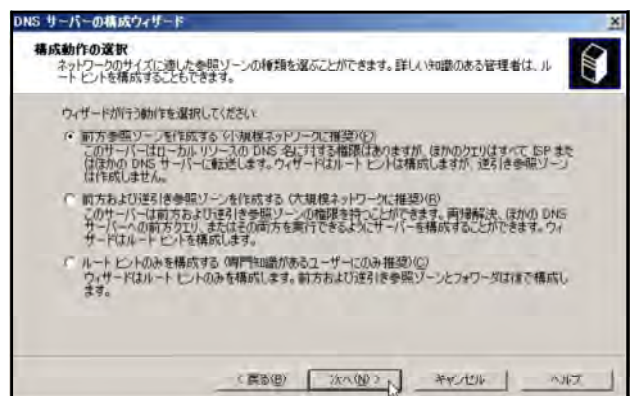 DNS サーバーの構成ウィザード
構成動作の選択
ネットワークのサイズに適した参照ゾーンの種類を選ぶことができます。詳しい知識のある管理者は、ル
ート ヒントを構成することもできます。
ウィザードが行う動作を選択してください:
前方参照ゾーンを作成する (小規模ネットワークに推奨)(F)
このサーバーはローカル リソースの DNS 名に対する権限はありますが、ほかのクエリはすべて ISP また
はほかの DNS サーバーに転送します。ウィザードはルート ヒントは構成しますが、逆引き参照ゾーン
は作成しません。
前方および逆引き参照ゾーンを作成する (大規模ネットワークに推奨)(R)
このサーバーは前方および逆引き参照ゾーンの権限を持つことができます。再帰解決、ほかの DNS
サーバーへの前方クエリ、またはその両方を実行できるようにサーバーを構成することができます。ウィ
ザードはルート ヒントを構成します。
ルート ヒントのみを構成する (専門知識があるユーザーにのみ推奨)(C)
ウィザードはルート ヒントのみを構成します。前方および逆引き参照ゾーンとフォワーダは後で構成し
ます。
< 戻る(B)
次へ(N) >
キャンセル
ヘルプ